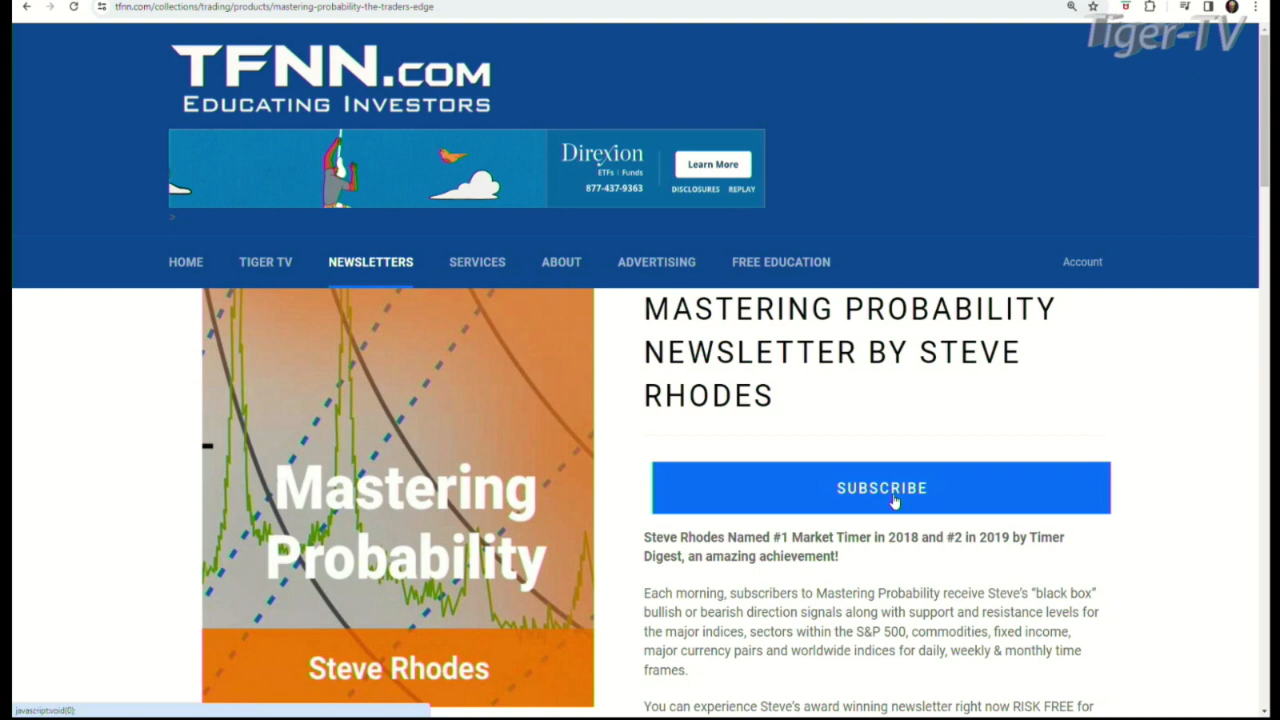 tfnn.com/collections/trading/products/mastering-probability-the-traders-edge
Tiger-TV
TFNN.COM
EDUCATING INVESTORS
Direxion
ETFs | Funds
877-437-9363
Learn More
DISCLOSURES REPLAY
>
HOME TIGER TV NEWSLETTERS SERVICES ABOUT ADVERTISING FREE EDUCATION Account
MASTERING PROBABILITY
NEWSLETTER BY STEVE
RHODES
Mastering
Probability
Steve Rhodes
SUBSCRIBE
Steve Rhodes Named #1 Market Timer in 2018 and #2 in 2019 by Timer
Digest, an amazing achievement!
Each morning, subscribers to Mastering Probability receive Steve's “black box”
bullish or bearish direction signals along with support and resistance levels for
the major indices, sectors within the S&P 500, commodities, fixed income,
major currency pairs and worldwide indices for daily, weekly & monthly time
frames.
You can experience Steve's award winning newsletter right now RISK FREE for
javascript:void(0);